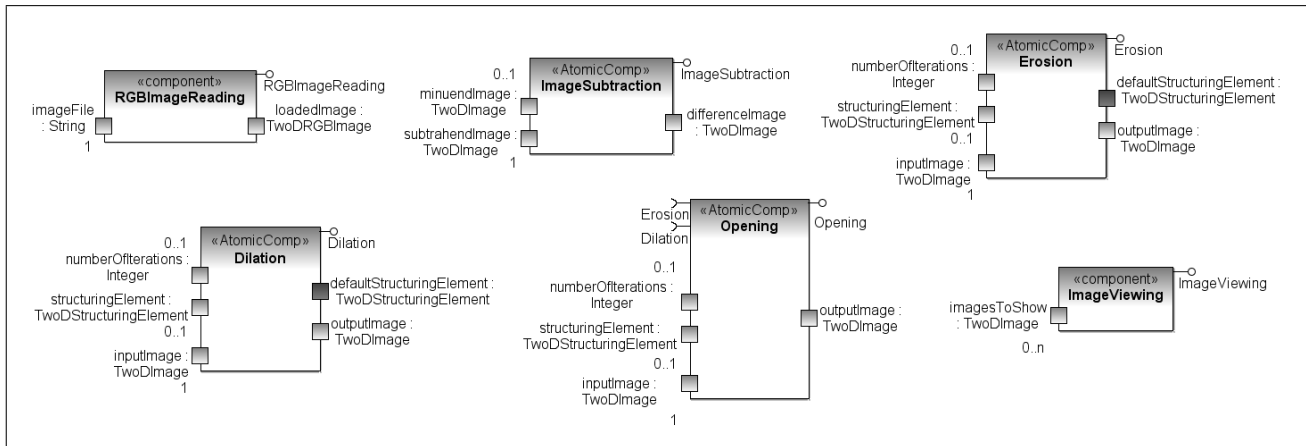 «component»
RGBImageReading
RGBImageReading
imageFile
: String
1
loadedImage :
TwoDRGBImage
0..1
«AtomicComp»
ImageSubtraction
ImageSubtraction
minuendImage :
TwoDImage
subtrahendImage :
TwoDImage
1
differenceImage
: TwoDImage
0..1
«AtomicComp»
Erosion
Erosion
numberOfIterations :
Integer
structuringElement :
TwoDStructuringElement
0..1
inputImage :
TwoDImage
1
defaultStructuringElement :
TwoDStructuringElement
outputImage :
TwoDImage
0..1
«AtomicComp»
Dilation
Dilation
numberOfIterations :
Integer
structuringElement :
TwoDStructuringElement
0..1
inputImage :
TwoDImage
1
defaultStructuringElement :
TwoDStructuringElement
outputImage :
TwoDImage
Erosion
Dilation
«AtomicComp»
Opening
Opening
0..1
numberOfIterations :
Integer
structuringElement :
TwoDStructuringElement
0..1
inputImage :
TwoDImage
1
outputImage :
TwoDImage
«component»
ImageViewing
ImageViewing
imagesToShow
: TwoDImage
0..n